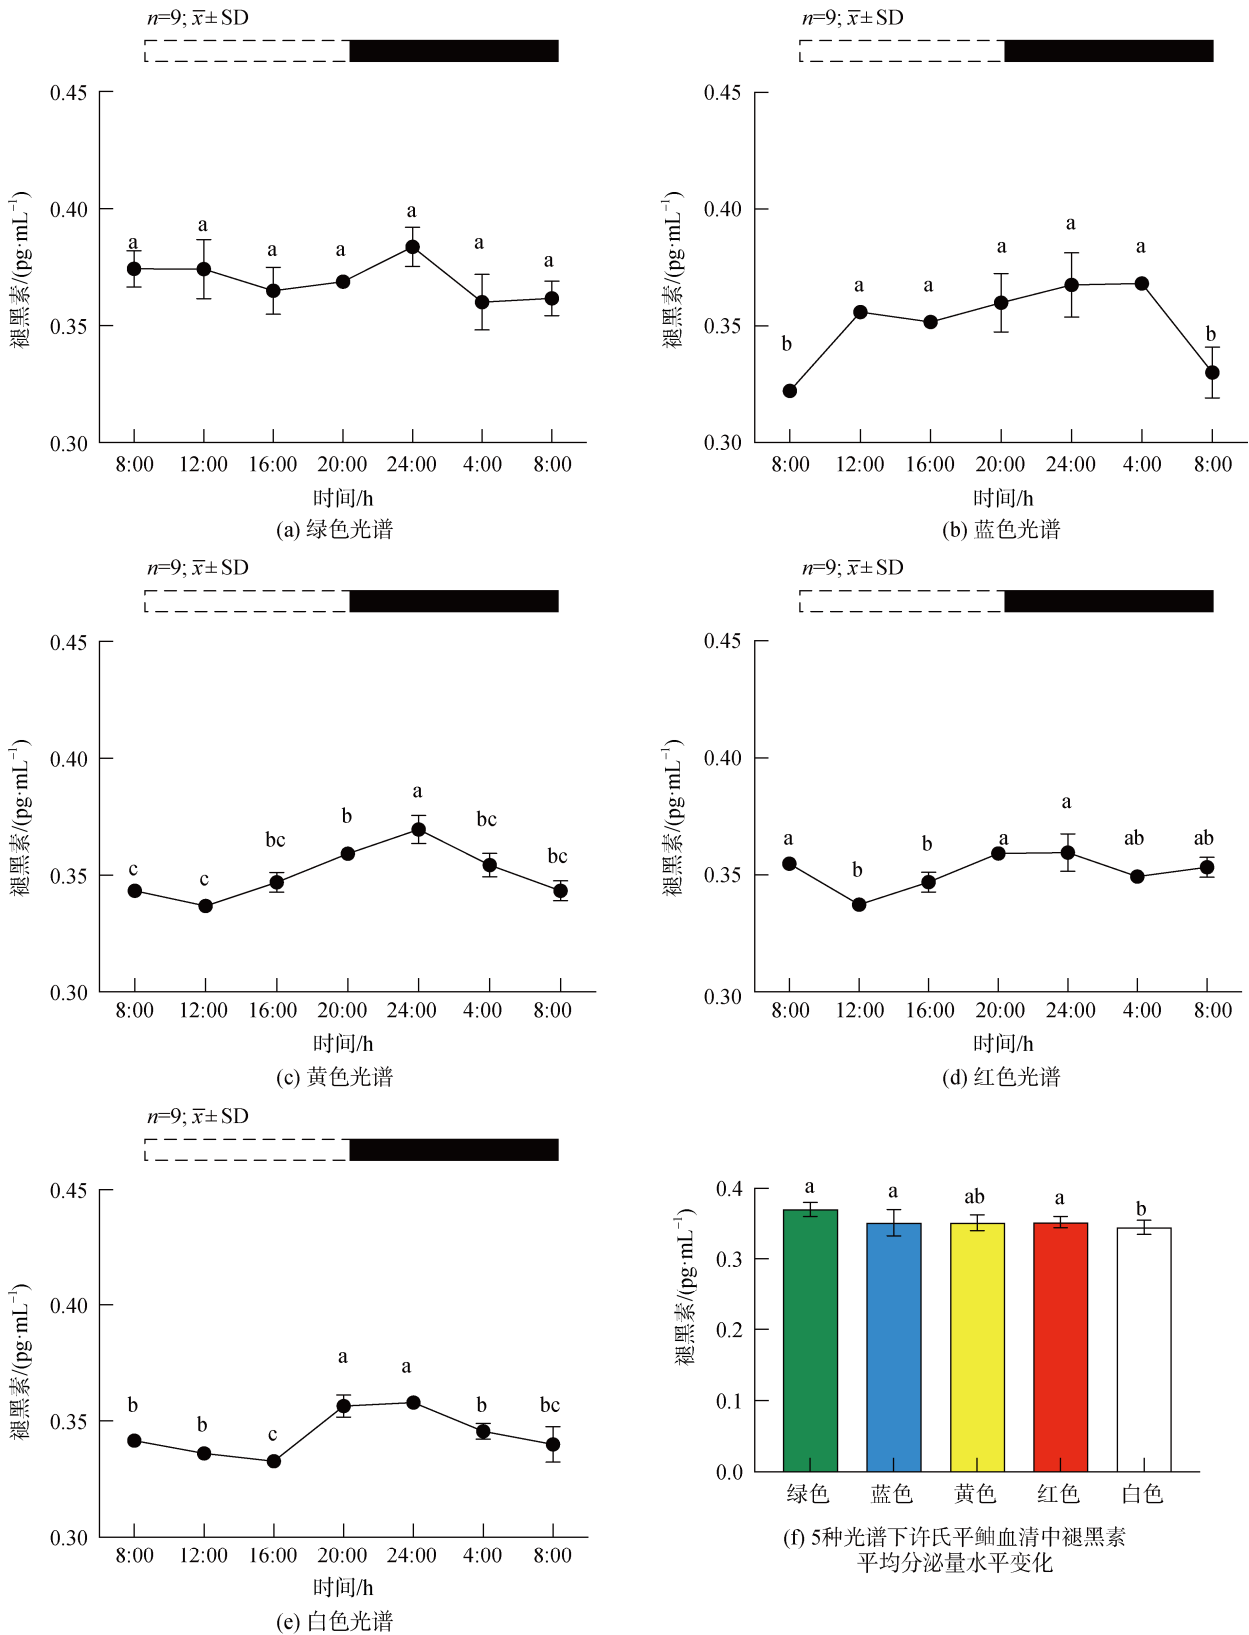 n=9; x̅±SD
0.45
0.40
0.35
0.30
褪黑素/(pg·mL⁻¹)
a a a a a a a
8:00 12:00 16:00 20:00 24:00 4:00 8:00
时间/h
(a) 绿色光谱
n=9; x̅±SD
0.45
0.40
0.35
0.30
褪黑素/(pg·mL⁻¹)
b a a a a a b
8:00 12:00 16:00 20:00 24:00 4:00 8:00
时间/h
(b) 蓝色光谱
n=9; x̅±SD
0.45
0.40
0.35
0.30
褪黑素/(pg·mL⁻¹)
c c bc b a bc bc
8:00 12:00 16:00 20:00 24:00 4:00 8:00
时间/h
(c) 黄色光谱
n=9; x̅±SD
0.45
0.40
0.35
0.30
褪黑素/(pg·mL⁻¹)
a b b a a ab ab
8:00 12:00 16:00 20:00 24:00 4:00 8:00
时间/h
(d) 红色光谱
n=9; x̅±SD
0.45
0.40
0.35
0.30
褪黑素/(pg·mL⁻¹)
b b c a a b bc
8:00 12:00 16:00 20:00 24:00 4:00 8:00
时间/h
(e) 白色光谱
0.4
0.3
0.2
0.1
0.0
褪黑素/(pg·mL⁻¹)
a a ab a b
绿色 蓝色 黄色 红色 白色
(f) 5种光谱下许氏平鲉血清中褪黑素
平均分泌量水平变化